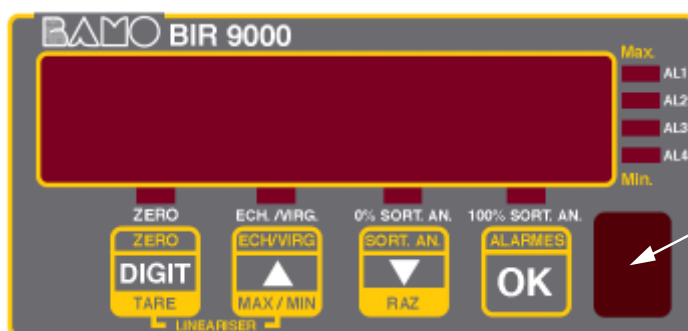 BAMO BIR 9000
Max.
AL1
AL2
AL3
AL4
Min.
ZERO ECH. /VIRG. 0% SORT. AN. 100% SORT. AN.
ZERO ECH/VIRG SORT. AN. ALARMES
DIGIT ▲ ▼ OK
TARE MAX / MIN RAZ
LINEARISER